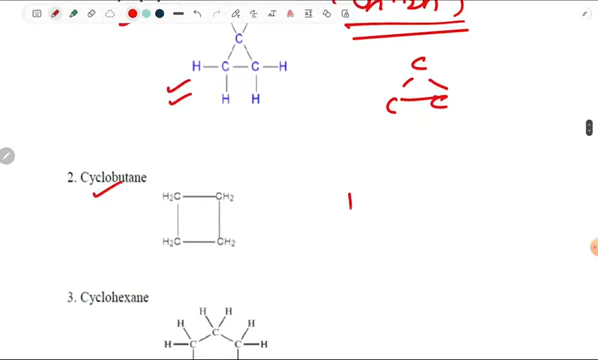 C
H C C H
H H
C
C C
2. Cyclobutane
H₂C CH₂
H₂C CH₂
3. Cyclohexane
H H
H H
C
H C C H